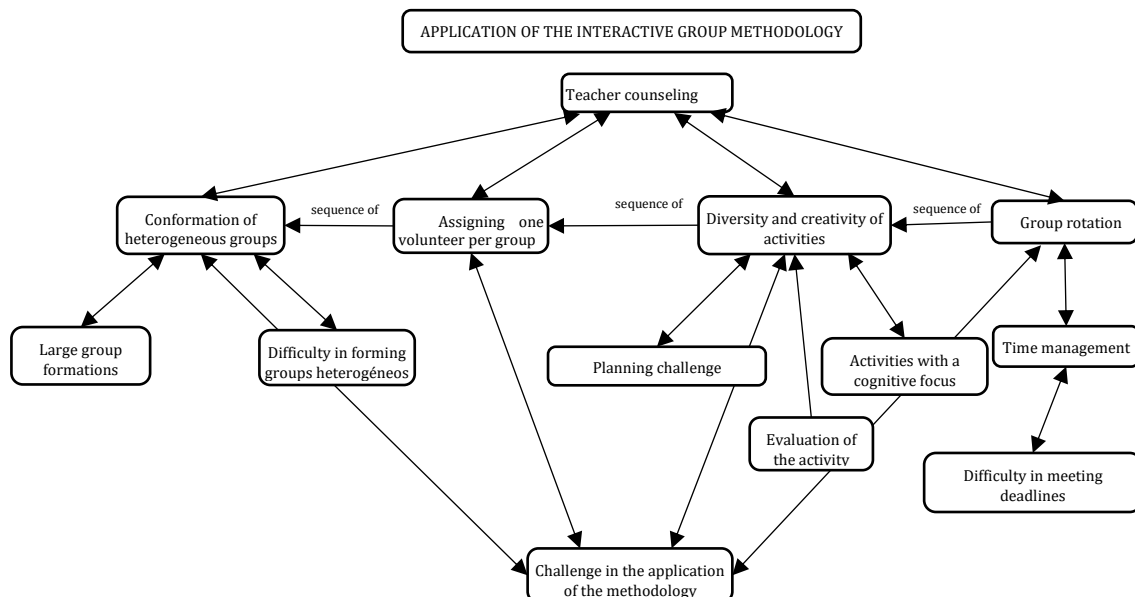 APPLICATION OF THE INTERACTIVE GROUP METHODOLOGY
Teacher counseling
sequence of
sequence of
sequence of
Conformation of
heterogeneous groups
Assigning one
volunteer per group
Diversity and creativity of
activities
Group rotation
Large group
formations
Difficulty in forming
groups heterogéneos
Planning challenge
Activities with a
cognitive focus
Time management
Evaluation of
the activity
Difficulty in meeting
deadlines
Challenge in the application
of the methodology